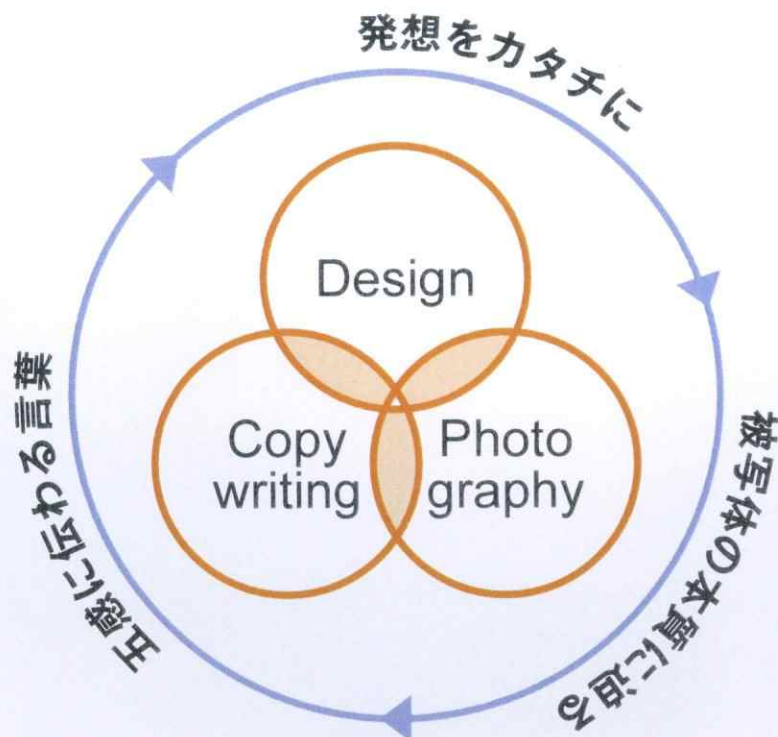 発想をカタチに
Design
Copy
writing
Photo
graphy
被写体の本質に迫る
五感に伝わる言葉